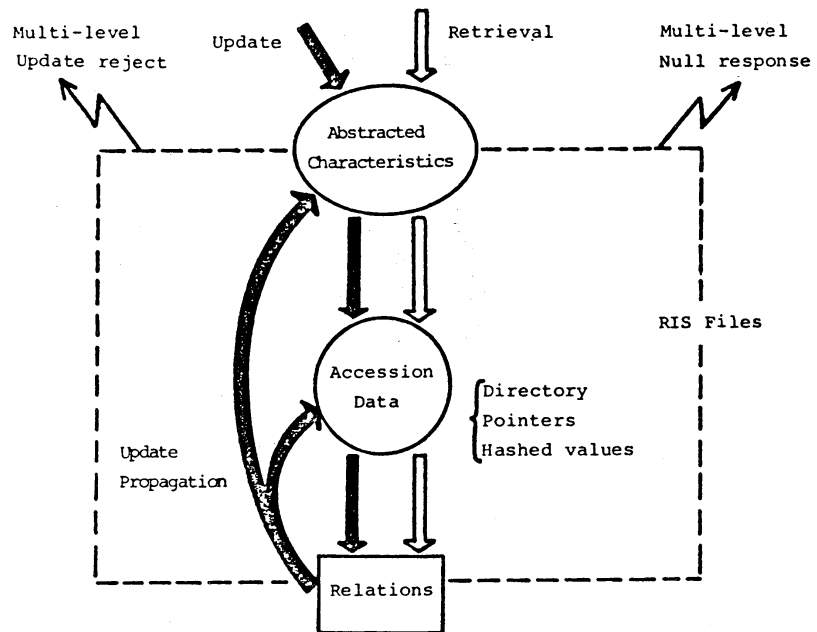 Multi-level
Update reject
Update
Retrieval
Multi-level
Null response
Abstracted
Characteristics
RIS Files
Accession
Data
Directory
Pointers
Hashed values
Update
Propagation
Relations